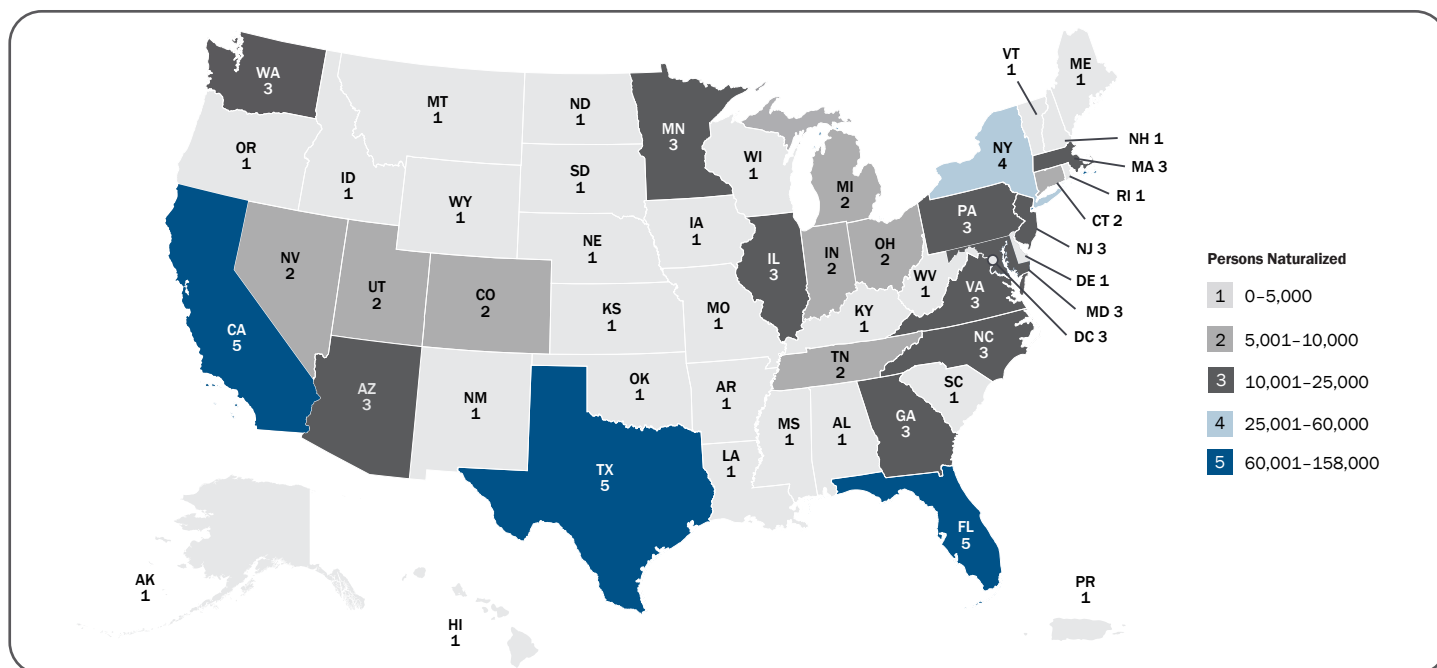 WA
3
MT
1
ND
1
MN
3
VT
1
ME
1
OR
1
ID
1
WY
1
SD
1
WI
1
MI
2
NY
4
NH 1
MA 3
RI 1
CT 2
NV
2
UT
2
CO
2
NE
1
IA
1
IL
3
IN
2
OH
2
PA
3
NJ 3
DE 1
MD 3
DC 3
WV
1
VA
3
CA
5
KS
1
MO
1
KY
1
NC
3
TN
2
SC
1
AZ
3
NM
1
OK
1
AR
1
MS
1
AL
1
GA
3
LA
1
TX
5
FL
5
AK
1
HI
1
PR
1
Persons Naturalized
1 0–5,000
2 5,001–10,000
3 10,001–25,000
4 25,001–60,000
5 60,001–158,000